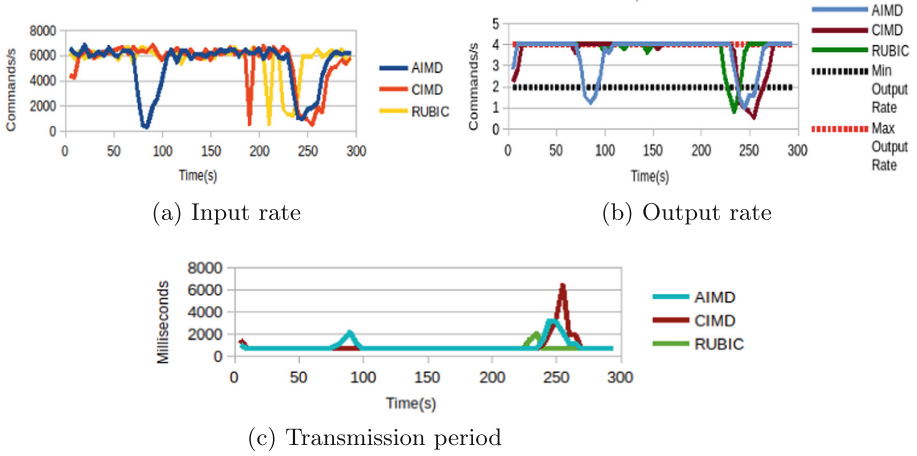 8000
6000
4000
2000
0
Commands/s
0 50 100 150 200 250 300
Time(s)
AIMD
CIMD
RUBIC
(a) Input rate
5
4
3
2
1
0
Commands/s
0 50 100 150 200 250 300
Time(s)
AIMD
CIMD
RUBIC
Min
Output
Rate
Max
Output
Rate
(b) Output rate
8000
6000
4000
2000
0
Milliseconds
0 50 100 150 200 250 300
Time(s)
AIMD
CIMD
RUBIC
(c) Transmission period